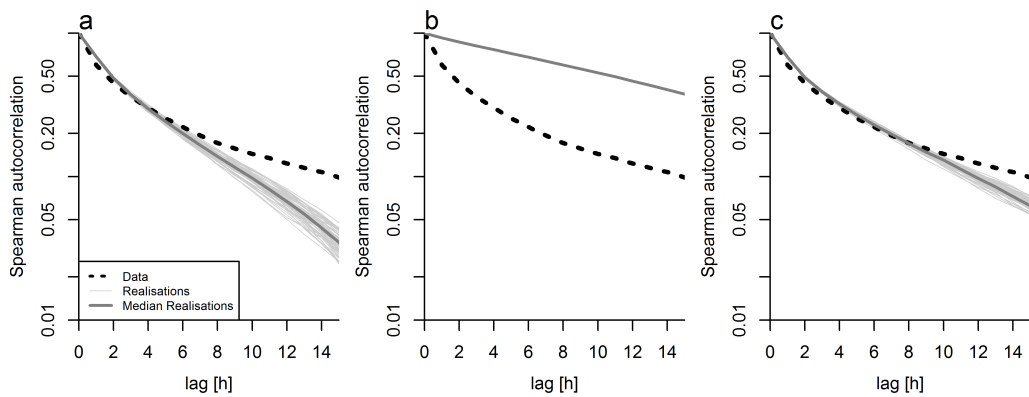 a
Spearman autocorrelation
0.50
0.20
0.05
0.01
Data
Realisations
Median Realisations
0 2 4 6 8 10 12 14
lag [h]
b
Spearman autocorrelation
0.50
0.20
0.05
0.01
0 2 4 6 8 10 12 14
lag [h]
c
Spearman autocorrelation
0.50
0.20
0.05
0.01
0 2 4 6 8 10 12 14
lag [h]